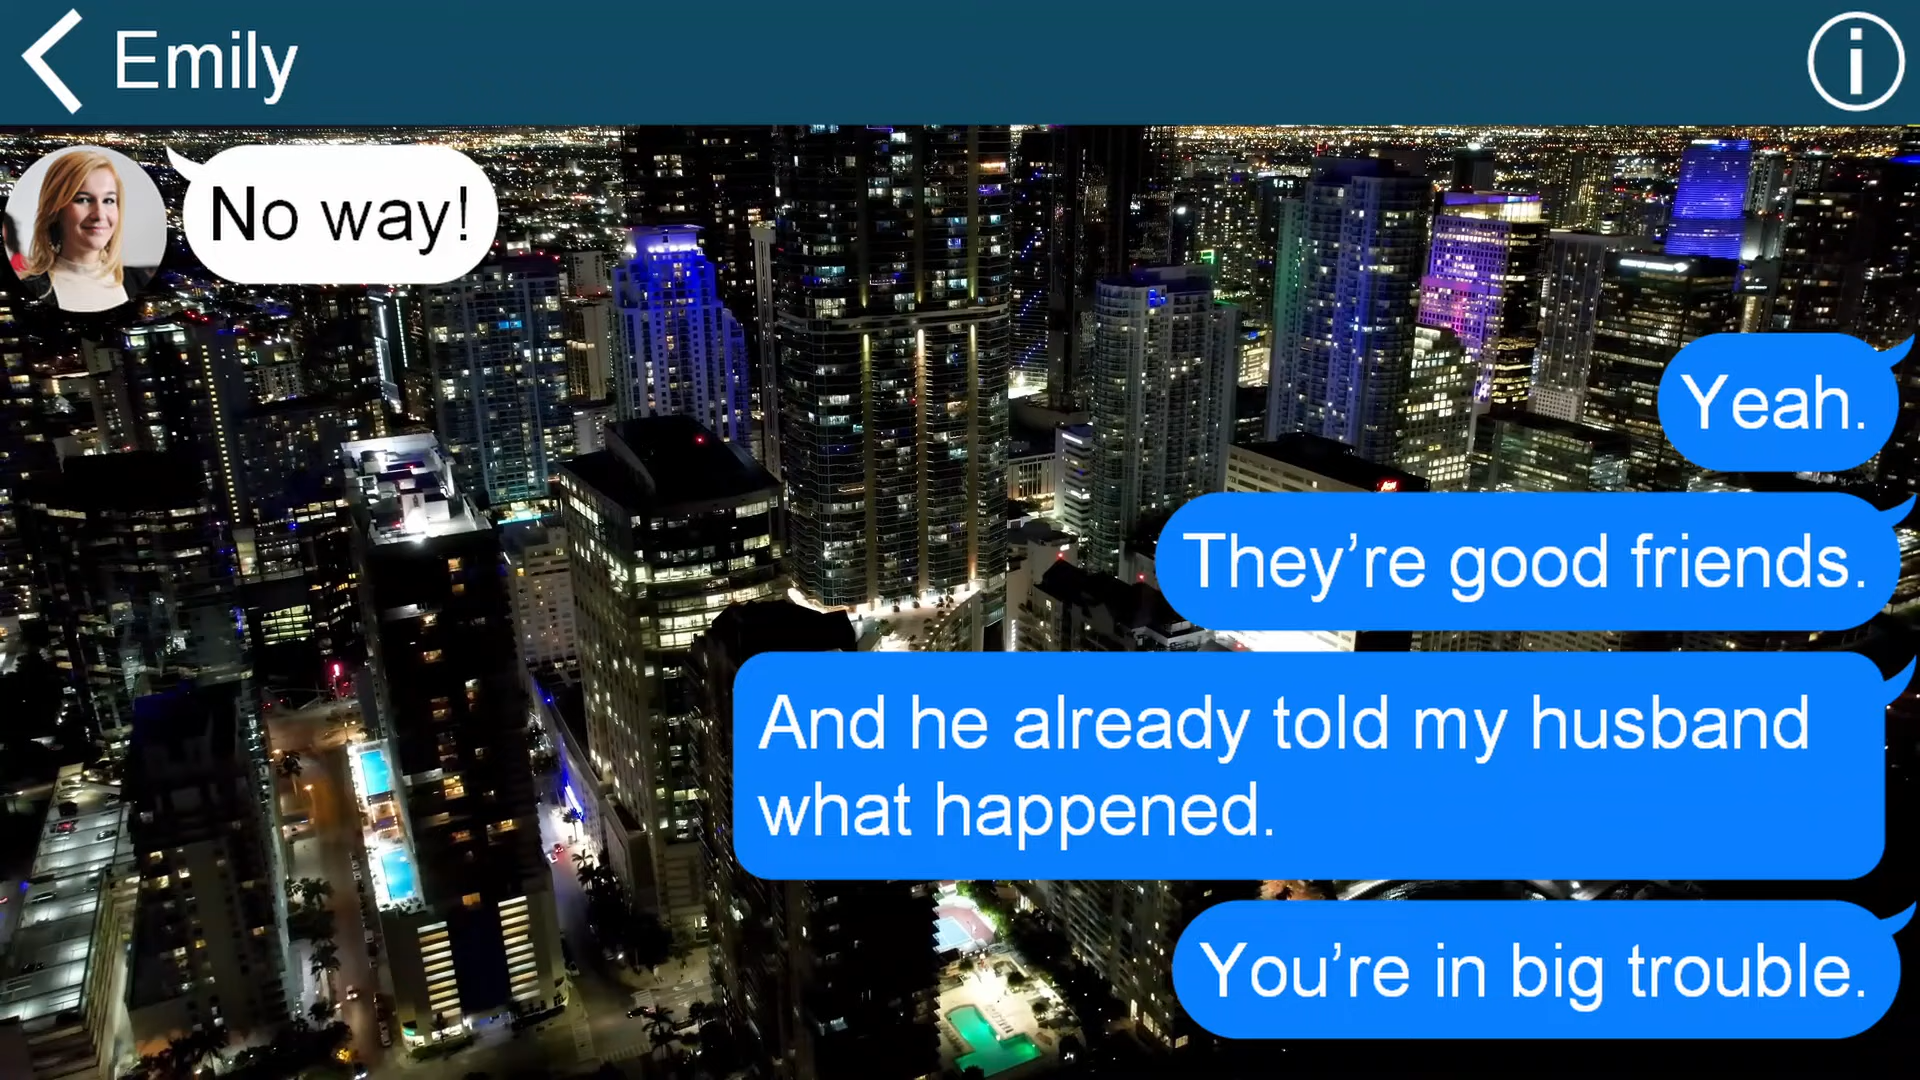 Emily
No way!
Yeah.
They’re good friends.
And he already told my husband
what happened.
You’re in big trouble.